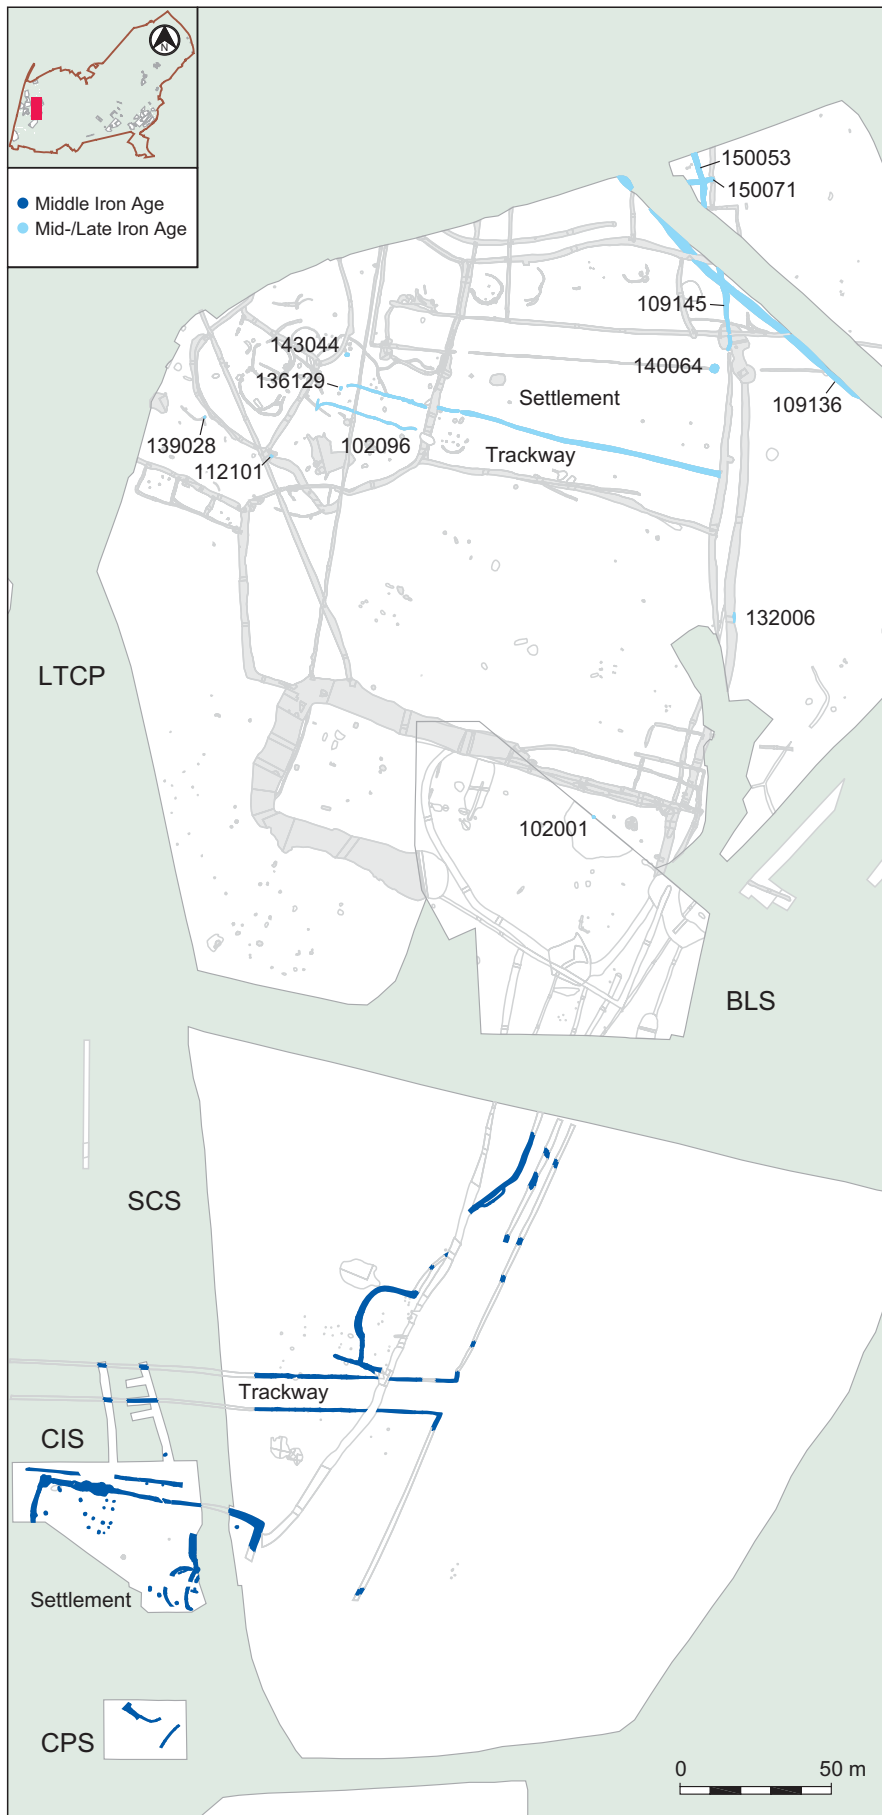 N
Middle Iron Age
Mid-/Late Iron Age
150053
150071
109145
143044
140064
136129
Settlement
109136
139028
102096
112101
Trackway
132006
LTCP
102001
BLS
SCS
Trackway
CIS
Settlement
CPS
0 50 m